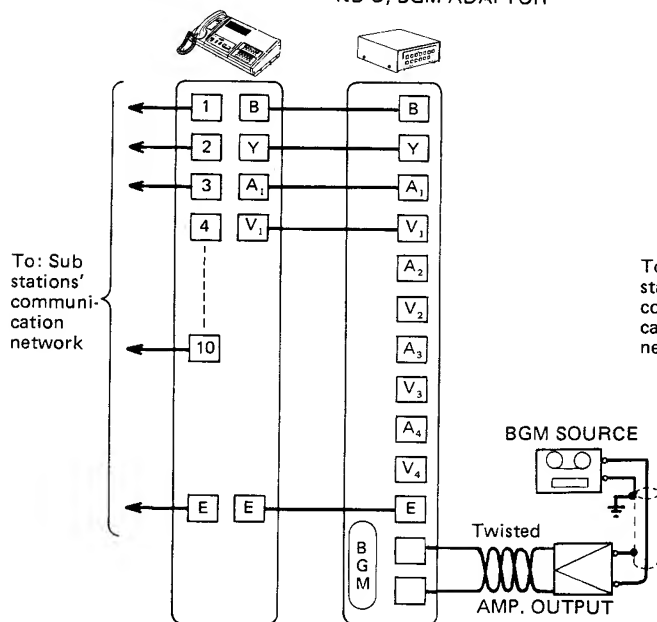 BGM ADAPTOR
1 B B
2 Y Y
3 A₁ A₁
4 V₁ V₁
A₂
V₂
10 A₃
V₃
A₄
V₄
E E E
To: Sub
stations'
communi-
cation
network
BGM SOURCE
BGM
Twisted
AMP. OUTPUT